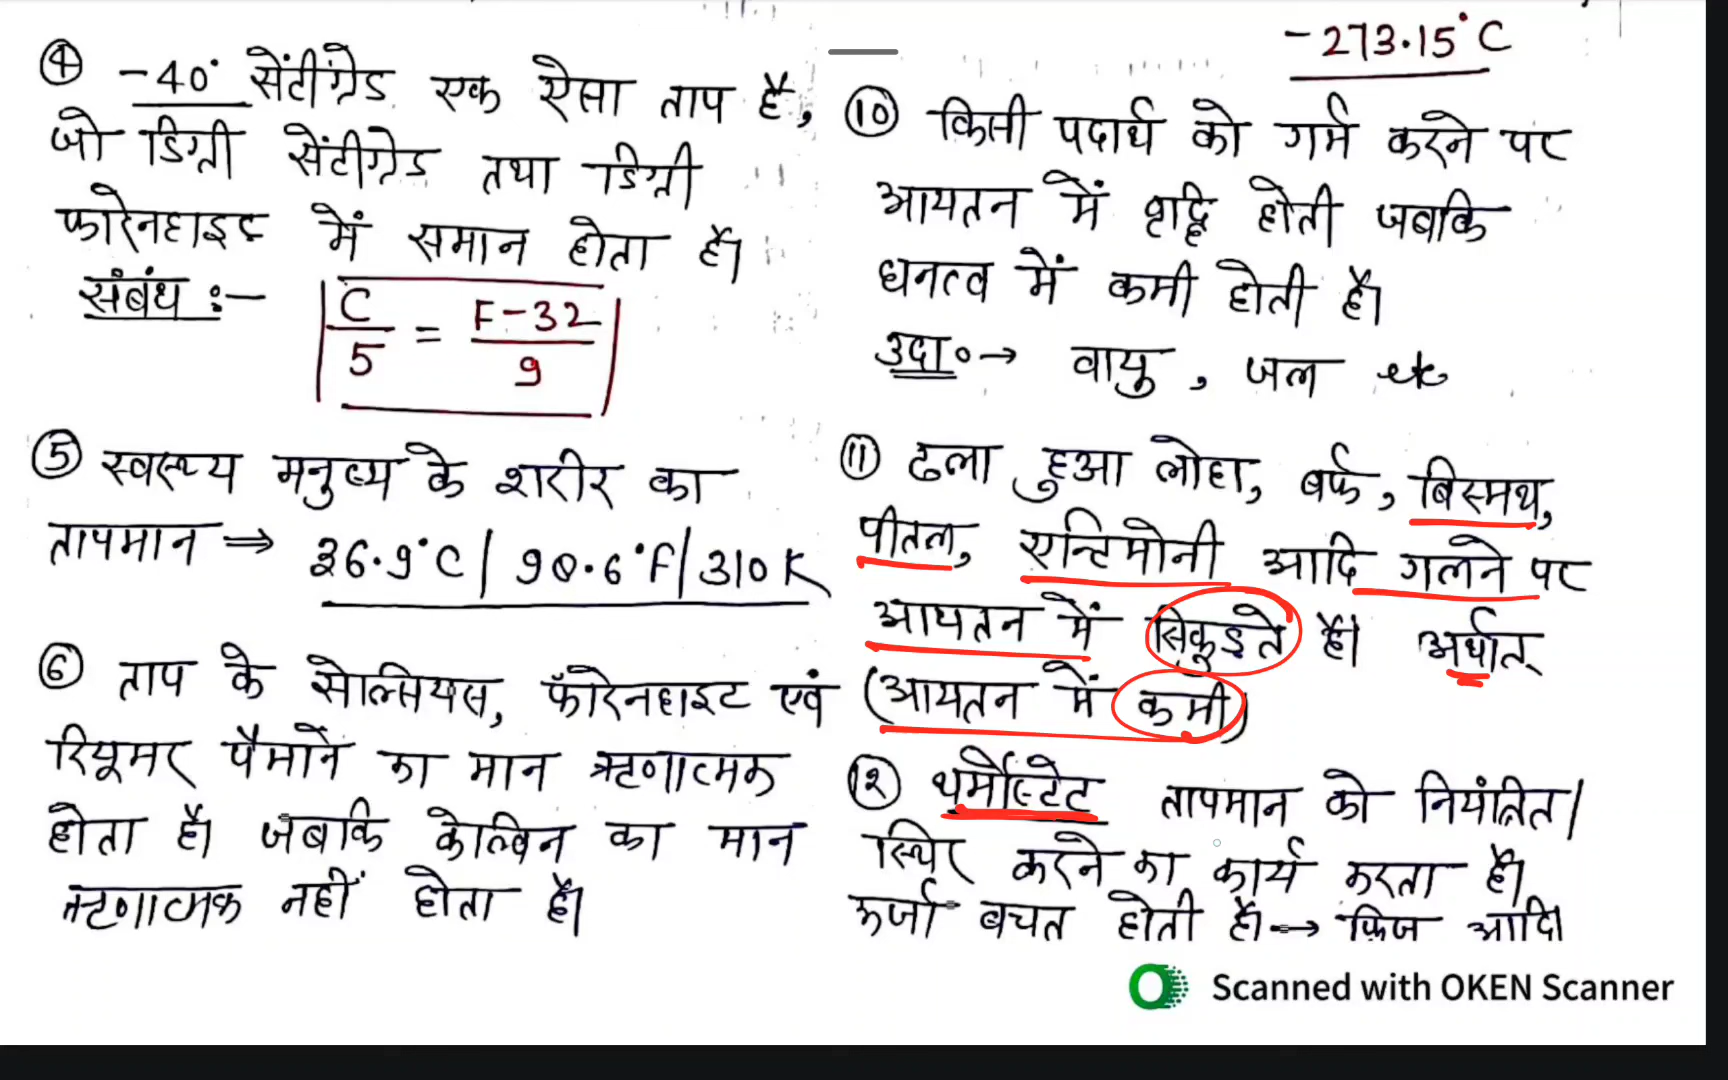 ④ -40° सेंटीग्रेड एक ऐसा ताप है,
जो डिग्री सेंटीग्रेड तथा डिग्री
फारेनहाइट में समान होता है।
संबंध :-
C/5 = F-32/9
⑤ स्वस्थ्य मनुष्य के शरीर का
तापमान ⇒ 36.9°C / 98.6°F / 310 K
⑥ ताप के सेल्सियस, फॉरेनहाइट एवं
रियूमर पैमाने का मान ऋणात्मक
होता है। जबकि केल्विन का मान
ऋणात्मक नहीं होता है।
-273.15°C
⑩ किसी पदार्थ को गर्म करने पर
आयतन में वृद्धि होती जबकि
घनत्व में कमी होती है।
उदा० → वायु, जल etc
⑪ ढला हुआ लोहा, बर्फ, बिस्मथ,
पीतल, एन्टिमोनी आदि गलने पर
आयतन में सिकुड़ते है। अर्थात्
(आयतन में कमी)
⑫ थर्मोस्टेट तापमान को नियंत्रित/
स्थिर करने का कार्य करता है।
ऊर्जा बचत होती है। → फ्रिज आदि।
Scanned with OKEN Scanner